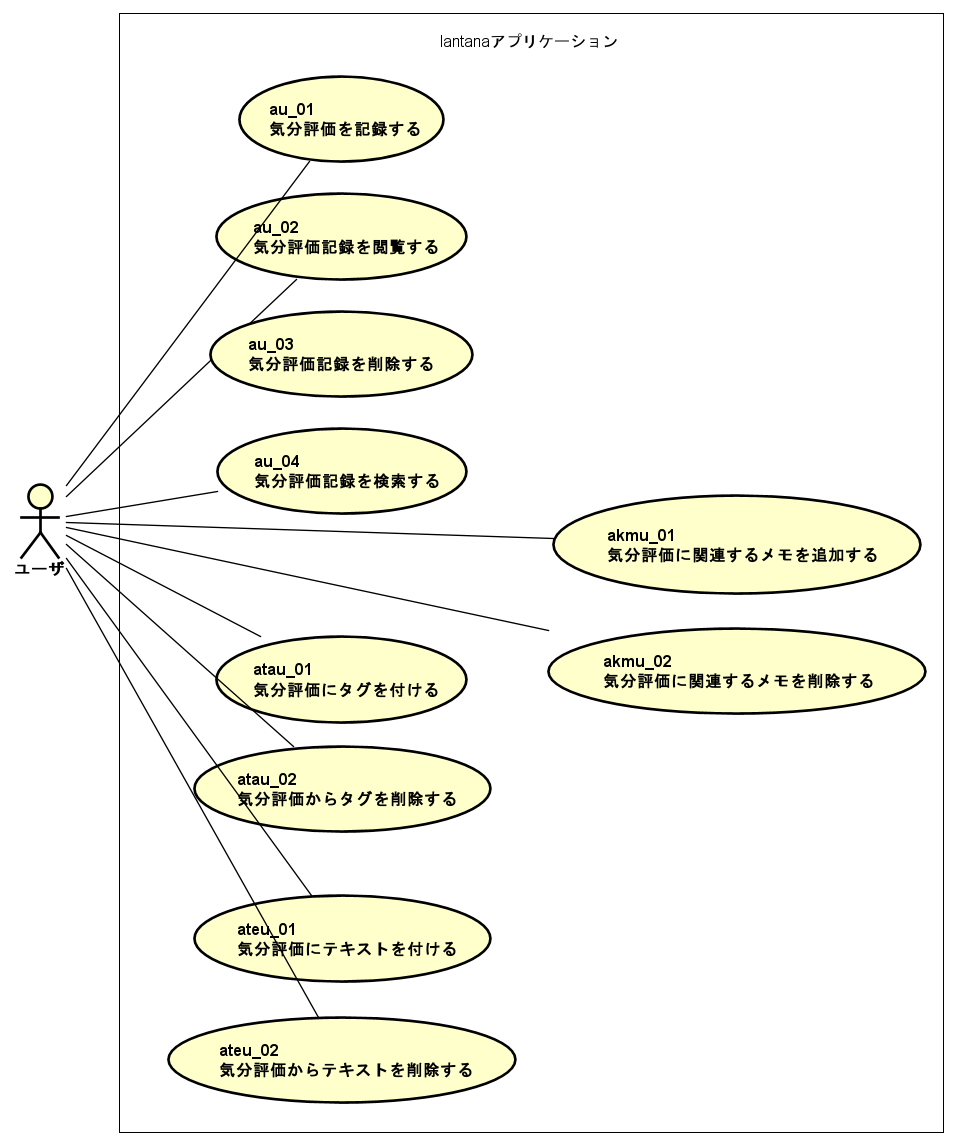 lantanaアプリケーション
au_01
気分評価を記録する
au_02
気分評価記録を閲覧する
au_03
気分評価記録を削除する
au_04
気分評価記録を検索する
akmu_01
気分評価に関連するメモを追加する
ユーザ
akmu_02
気分評価に関連するメモを削除する
atau_01
気分評価にタグを付ける
atau_02
気分評価からタグを削除する
ateu_01
気分評価にテキストを付ける
ateu_02
気分評価からテキストを削除する